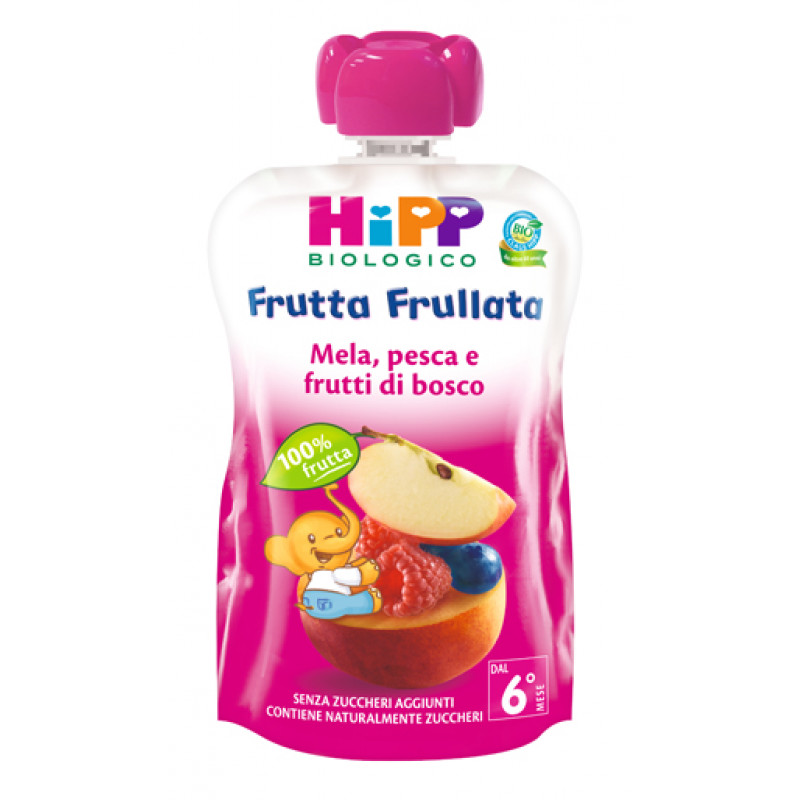 HiPP
BIOLOGICO
BIO
Frutta Frullata
Mela, pesca e
frutti di bosco
100%
frutta
DAL
6°
MESE
SENZA ZUCCHERI AGGIUNTI
CONTIENE NATURALMENTE ZUCCHERI